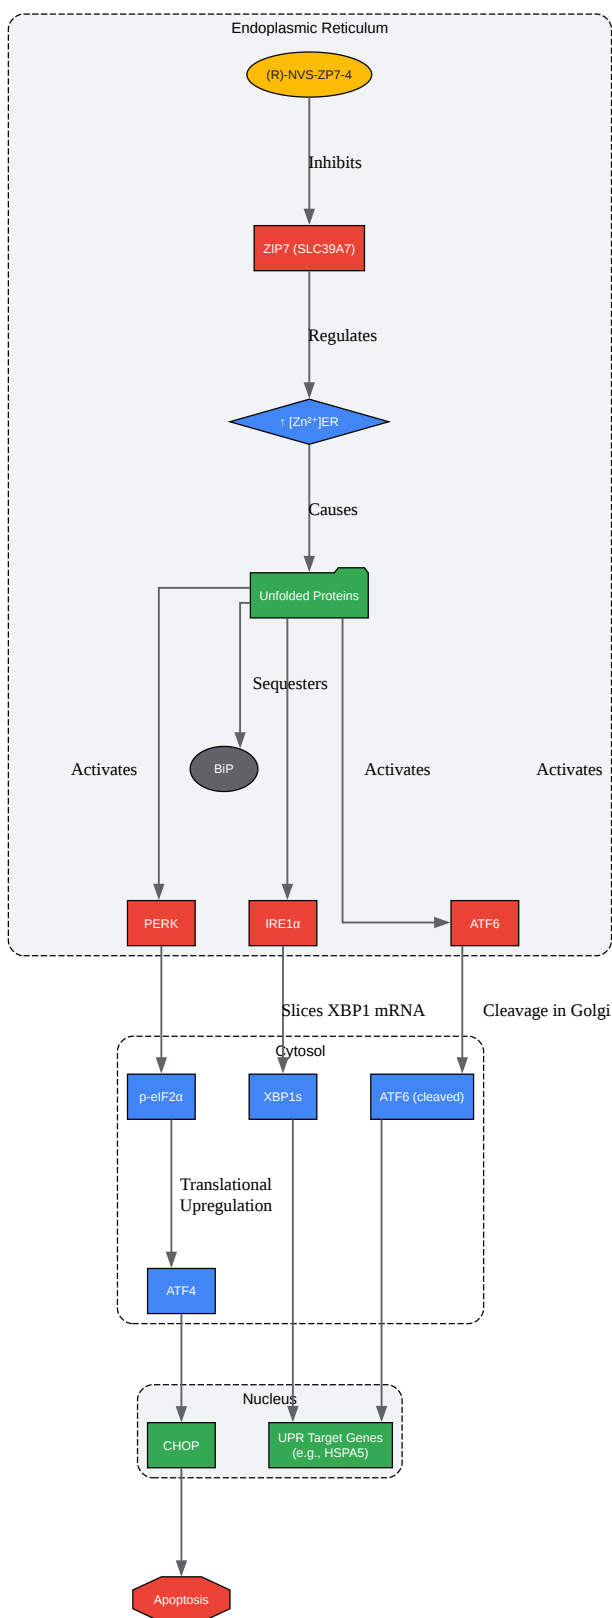 Endoplasmic Reticulum
(R)-NVS-ZP7-4
Inhibits
ZIP7 (SLC39A7)
Regulates
↑ [Zn²⁺]ER
Causes
Unfolded Proteins
Sequesters
Activates
BiP
Activates
Activates
PERK
IRE1α
ATF6
Slices XBP1 mRNA
Cleavage in Golgi
Cytosol
p-eIF2α
XBP1s
ATF6 (cleaved)
Translational
Upregulation
ATF4
Nucleus
CHOP
UPR Target Genes
(e.g., HSPA5)
Apoptosis